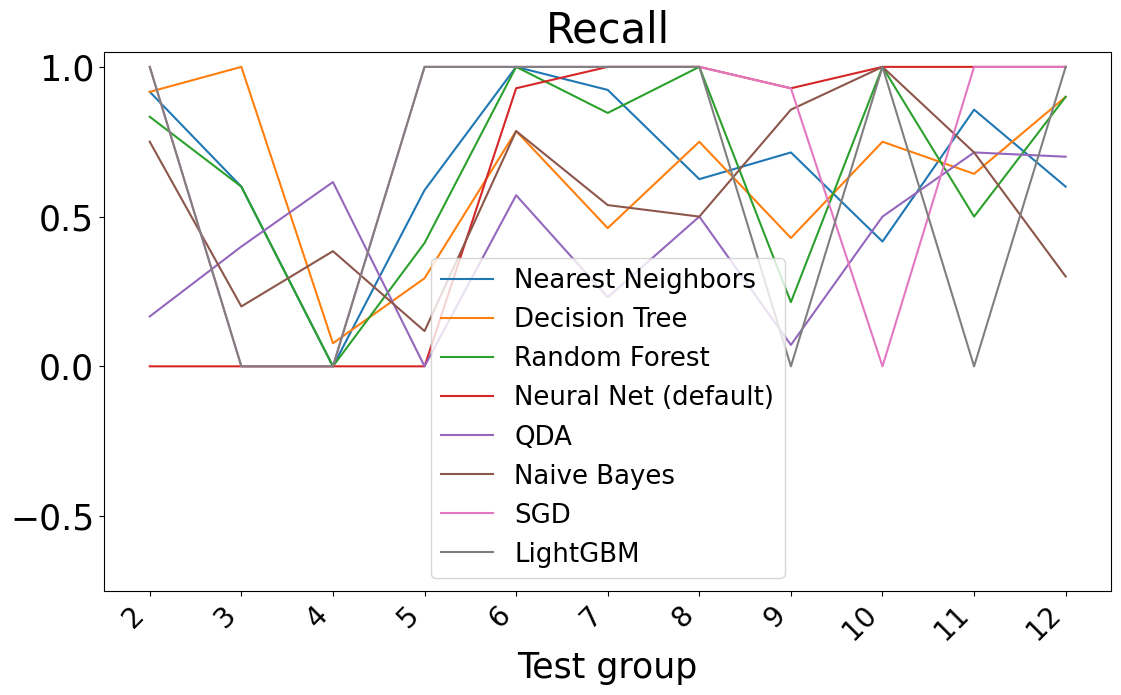 Recall
1.0
0.5
0.0
−0.5
Nearest Neighbors
Decision Tree
Random Forest
Neural Net (default)
QDA
Naive Bayes
SGD
LightGBM
2 3 4 5 6 7 8 9 10 11 12
Test group